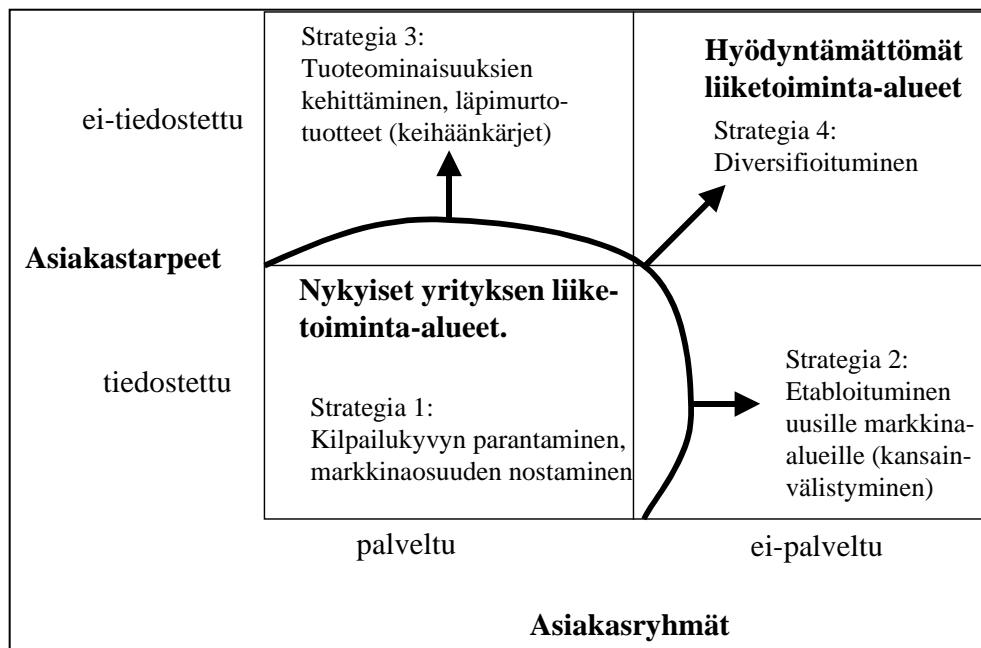 Strategia 3:
Tuoteominaisuuksien
kehittäminen, läpimurto-
tuotteet (keihäänkärjet)
Hyödyntämättömät
liiketoiminta-alueet
Strategia 4:
Diversifioituminen
ei-tiedostettu
Asiakastarpeet
Nykyiset yrityksen liike-
toiminta-alueet.
tiedostettu
Strategia 1:
Kilpailukyvyn parantaminen,
markkinaosuuden nostaminen
Strategia 2:
Etabloituminen
uusille markkina-
alueille (kansain-
välistyminen)
palveltu
ei-palveltu
Asiakasryhmät